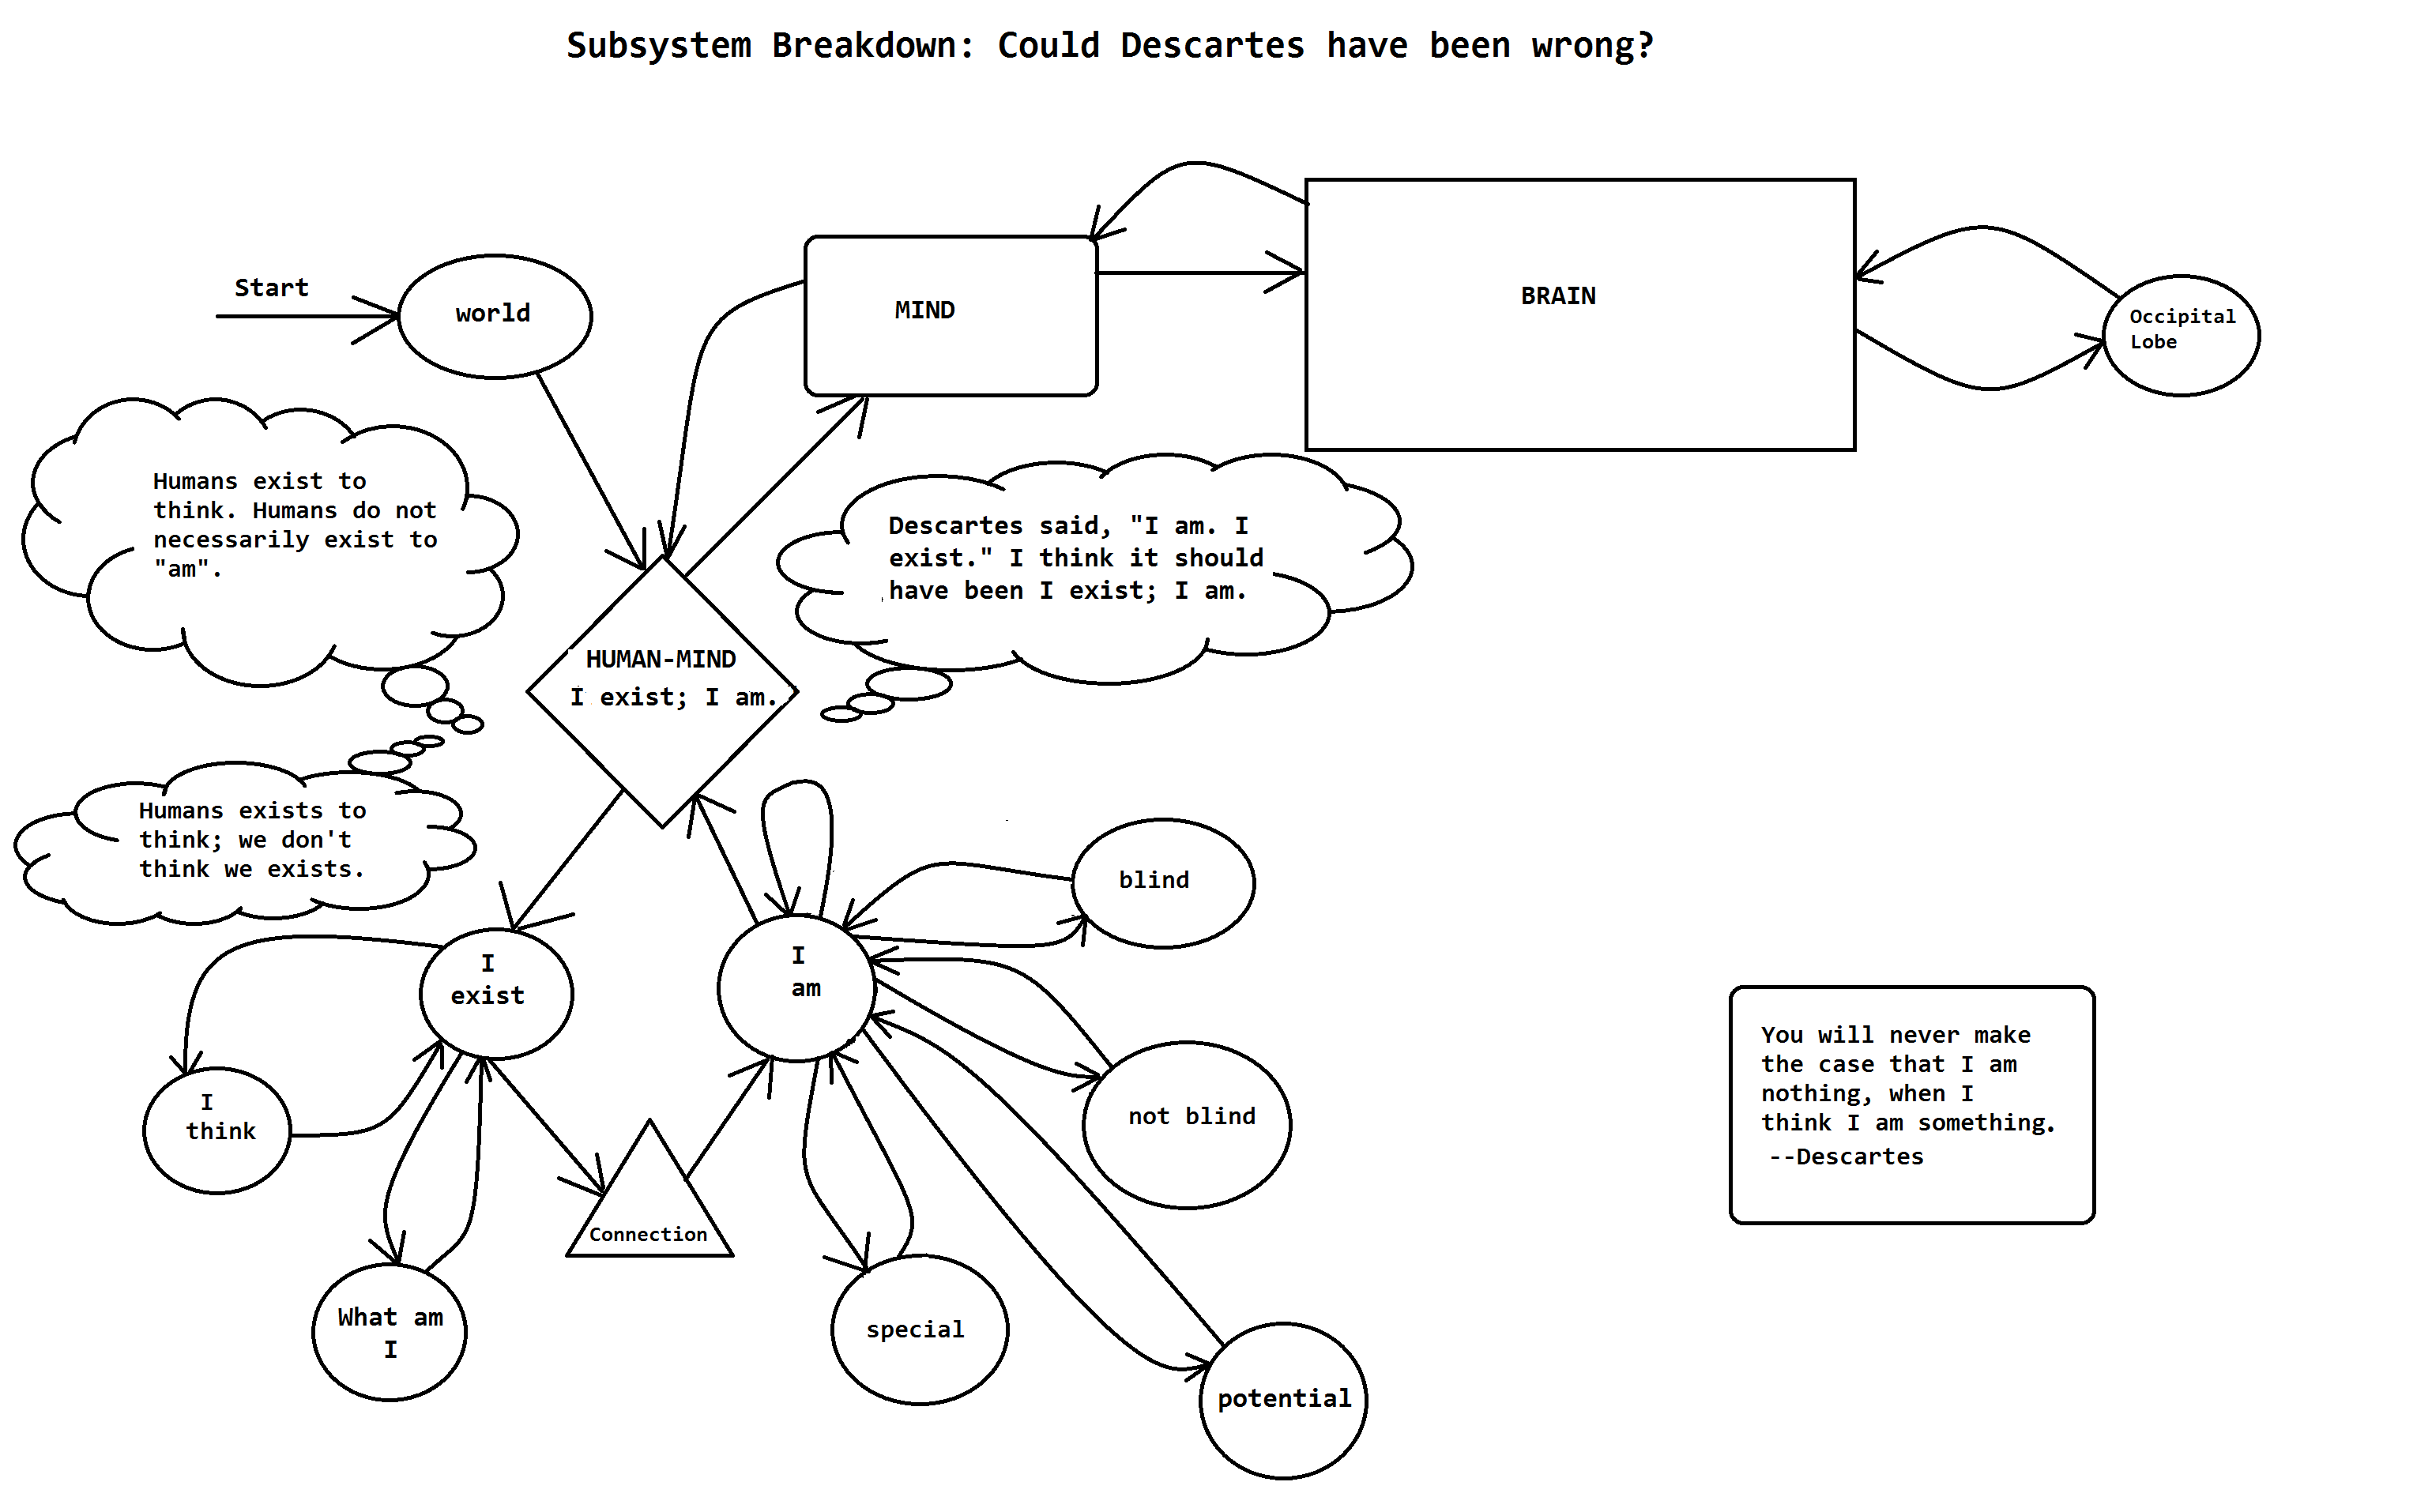 Subsystem Breakdown: Could Descartes have been wrong?
Start
world
MIND
BRAIN
Occipital
Lobe
Humans exist to
think. Humans do not
necessarily exist to
"am".
Descartes said, "I am. I
exist." I think it should
have been I exist; I am.
HUMAN-MIND
I exist; I am.
Humans exists to
think; we don't
think we exists.
blind
I
exist
I
am
I
think
not blind
You will never make
the case that I am
nothing, when I
think I am something.
--Descartes
Connection
What am
I
special
potential